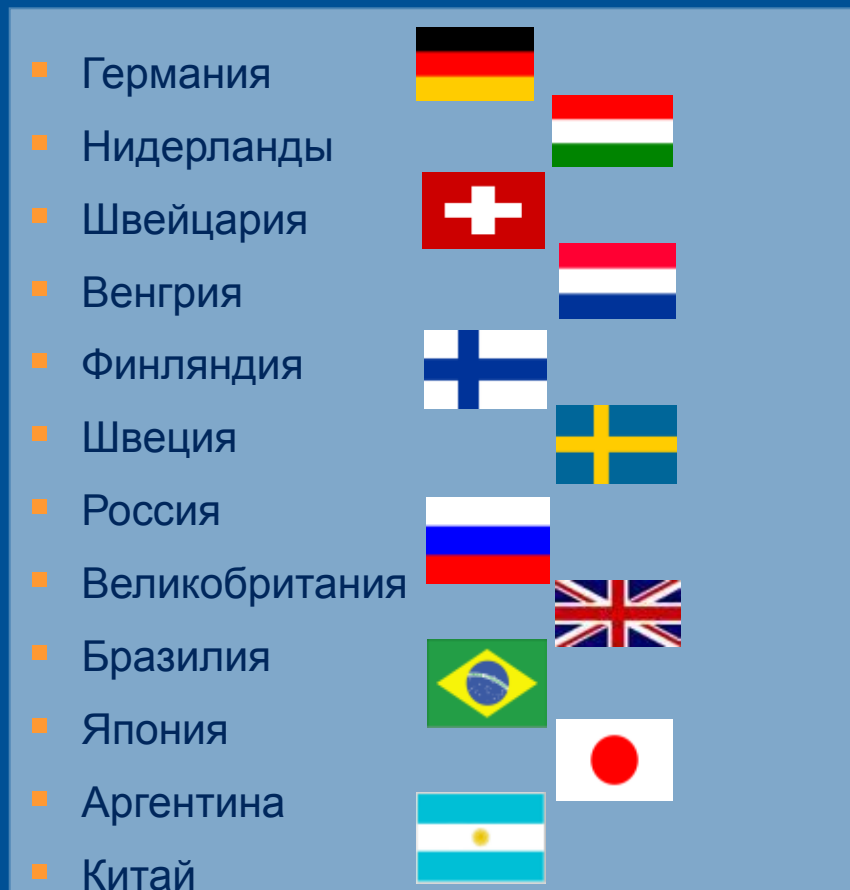 Германия
Нидерланды
Швейцария
Венгрия
Финляндия
Швеция
Россия
Великобритания
Бразилия
Япония
Аргентина
Китай